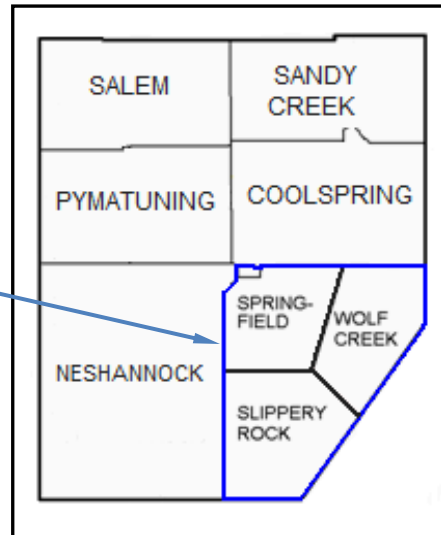 SALEM
SANDY
CREEK
PYMATUNING
COOLSPRING
SPRING-
FIELD
WOLF
CREEK
NESHANNOCK
SLIPPERY
ROCK